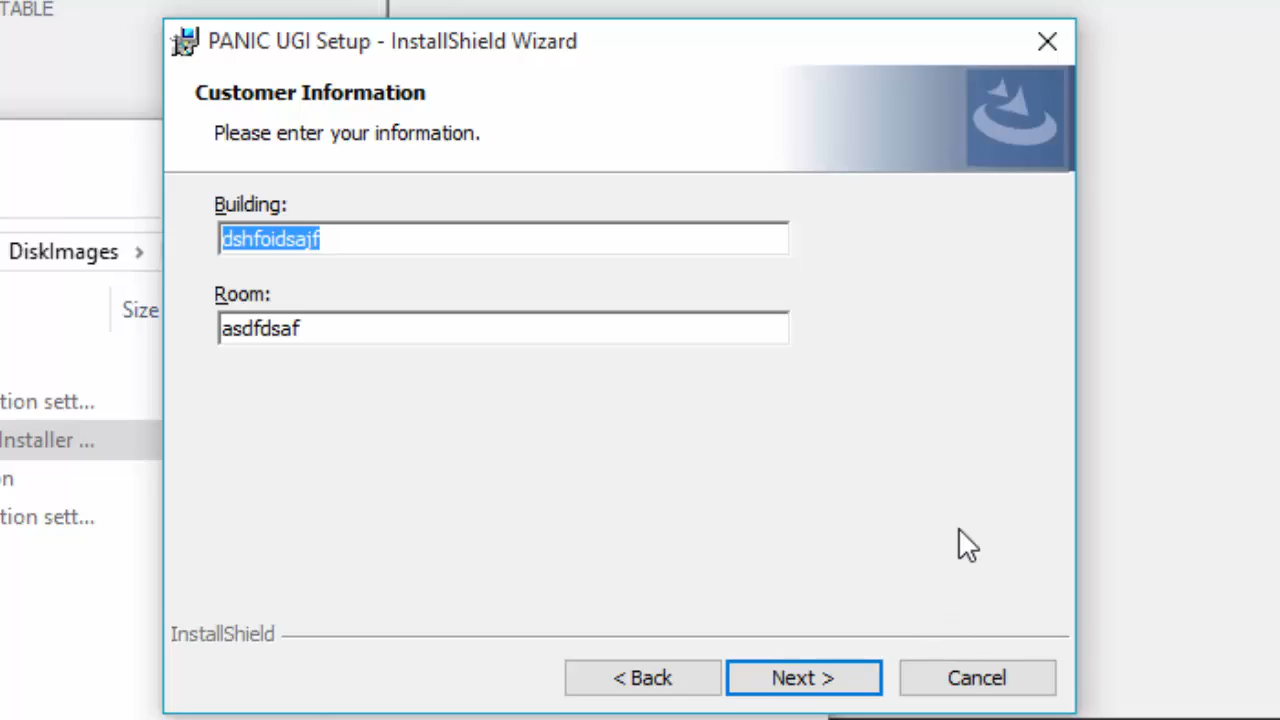 TABLE
PANIC UGI Setup - InstallShield Wizard
Customer Information
Please enter your information.
Building:
dshfoidsajf
DiskImages >
Room:
Size
asdfdsaf
tion sett...
Installer ...
on
tion sett...
InstallShield
< Back
Next >
Cancel